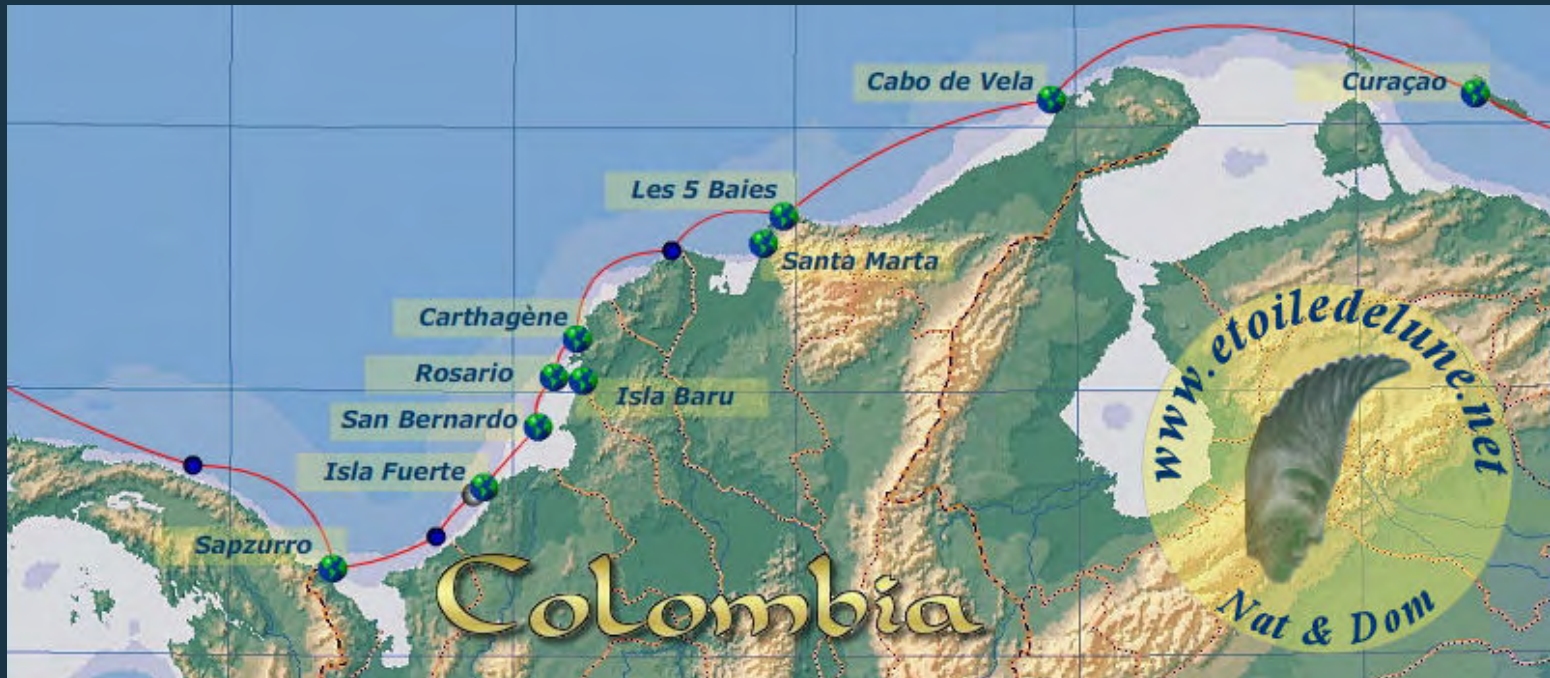 Cabo de Vela
Curaçao
Les 5 Baies
Santa Marta
Carthagène
Rosario
Isla Baru
San Bernardo
Isla Fuerte
Sapzurro
Colombia
www.etoiledelune.net
Nat & Dom